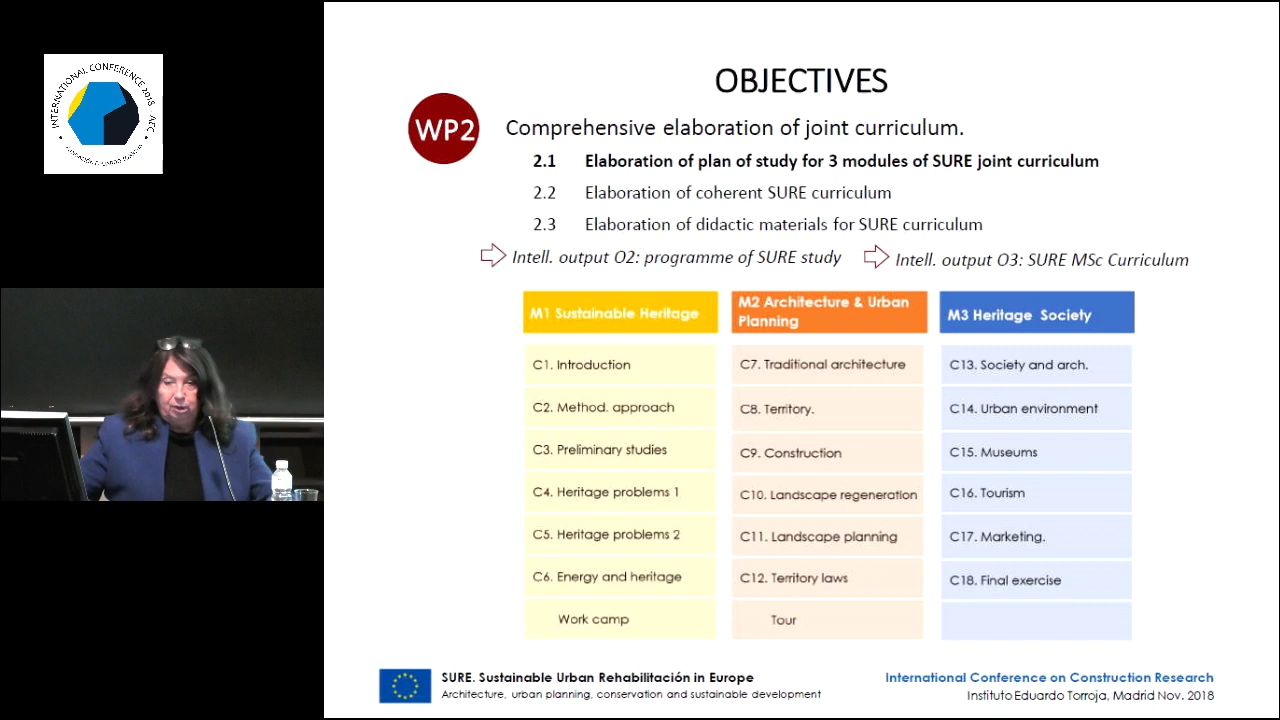 INTERNATIONAL CONFERENCE 2018 · AEC ·
OBJECTIVES
WP2
Comprehensive elaboration of joint curriculum.
2.1 Elaboration of plan of study for 3 modules of SURE joint curriculum
2.2 Elaboration of coherent SURE curriculum
2.3 Elaboration of didactic materials for SURE curriculum
Intell. output O2: programme of SURE study
Intell. output O3: SURE MSc Curriculum
M1 Sustainable Heritage
C1. Introduction
C2. Method. approach
C3. Preliminary studies
C4. Heritage problems 1
C5. Heritage problems 2
C6. Energy and heritage
Work camp
M2 Architecture & Urban
Planning
C7. Traditional architecture
C8. Territory.
C9. Construction
C10. Landscape regeneration
C11. Landscape planning
C12. Territory laws
Tour
M3 Heritage Society
C13. Society and arch.
C14. Urban environment
C15. Museums
C16. Tourism
C17. Marketing.
C18. Final exercise
SURE. Sustainable Urban Rehabilitación in Europe
Architecture, urban planning, conservation and sustainable development
International Conference on Construction Research
Instituto Eduardo Torroja, Madrid Nov. 2018